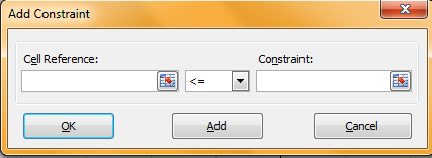 Add Constraint
Cell Reference:
Constraint:
<=
OK
Add
Cancel